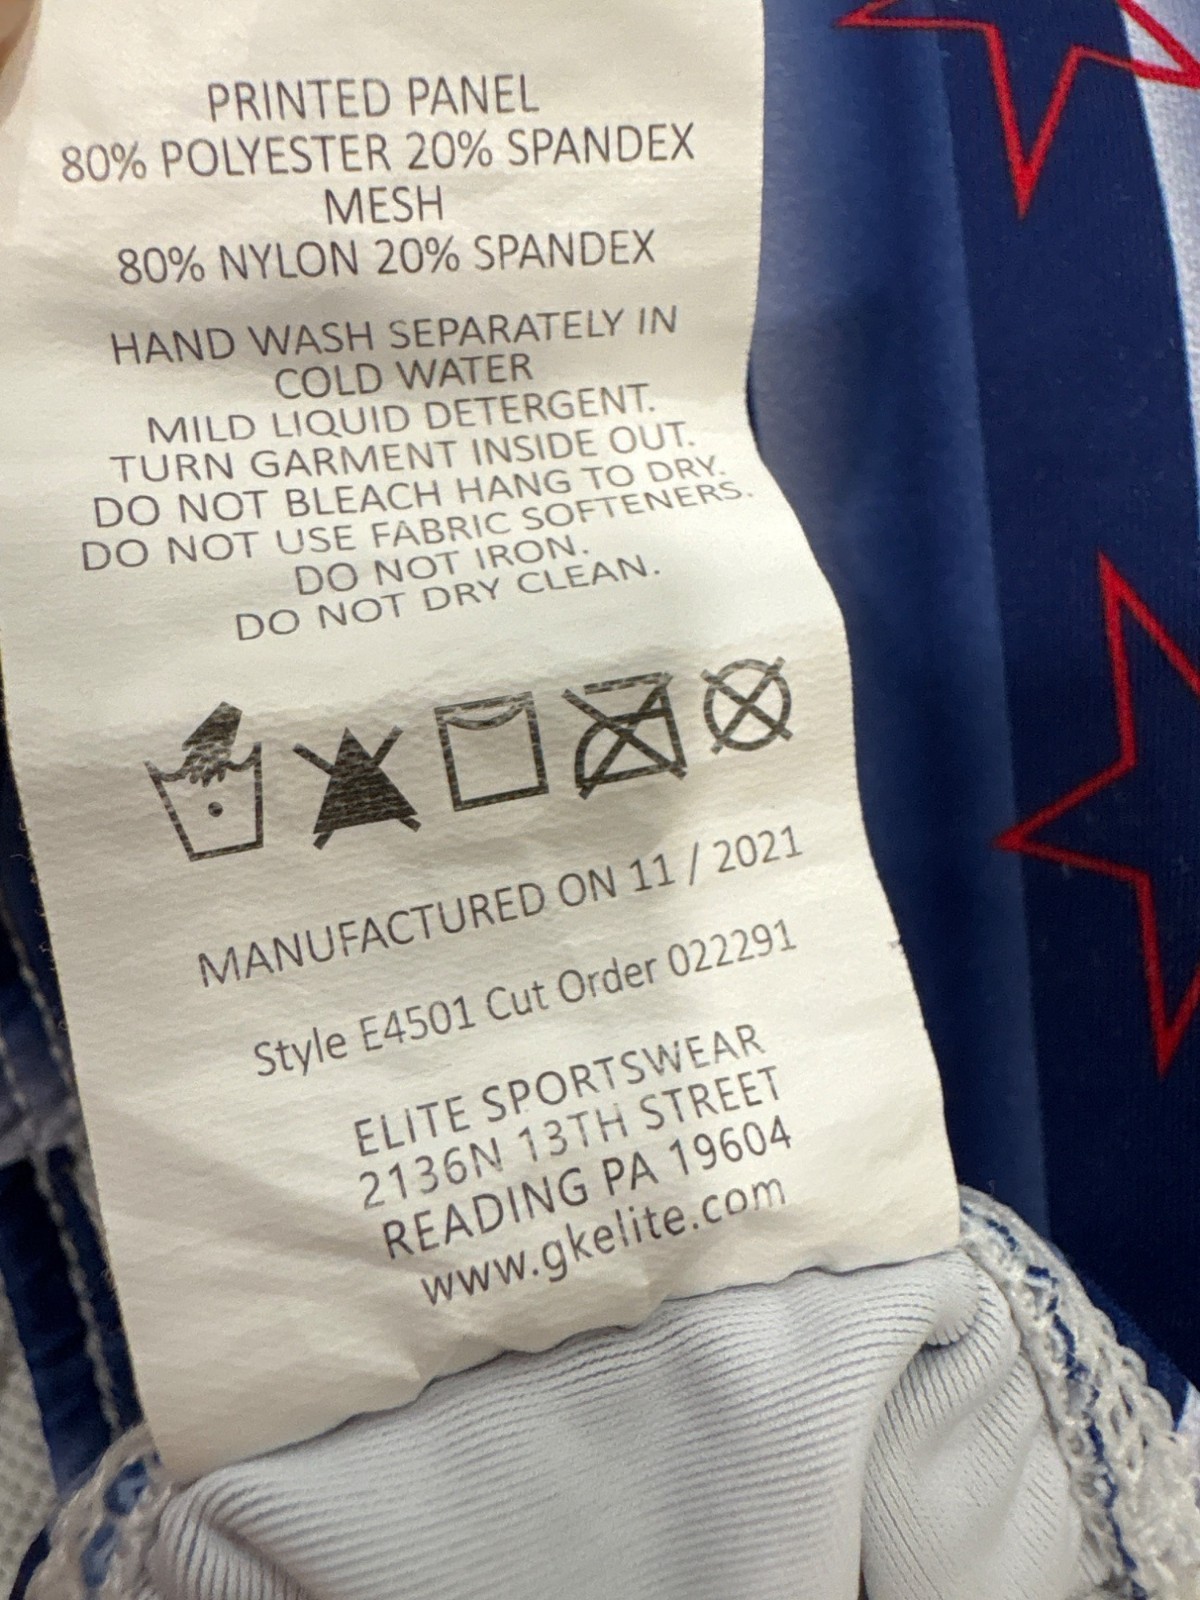 PRINTED PANEL
80% POLYESTER 20% SPANDEX
MESH
80% NYLON 20% SPANDEX
HAND WASH SEPARATELY IN
COLD WATER
MILD LIQUID DETERGENT.
TURN GARMENT INSIDE OUT.
DO NOT BLEACH HANG TO DRY.
DO NOT USE FABRIC SOFTENERS.
DO NOT IRON.
DO NOT DRY CLEAN.
MANUFACTURED ON 11 / 2021
Style E4501 Cut Order 022291
ELITE SPORTSWEAR
2136N 13TH STREET
READING PA 19604
www.gkelite.com